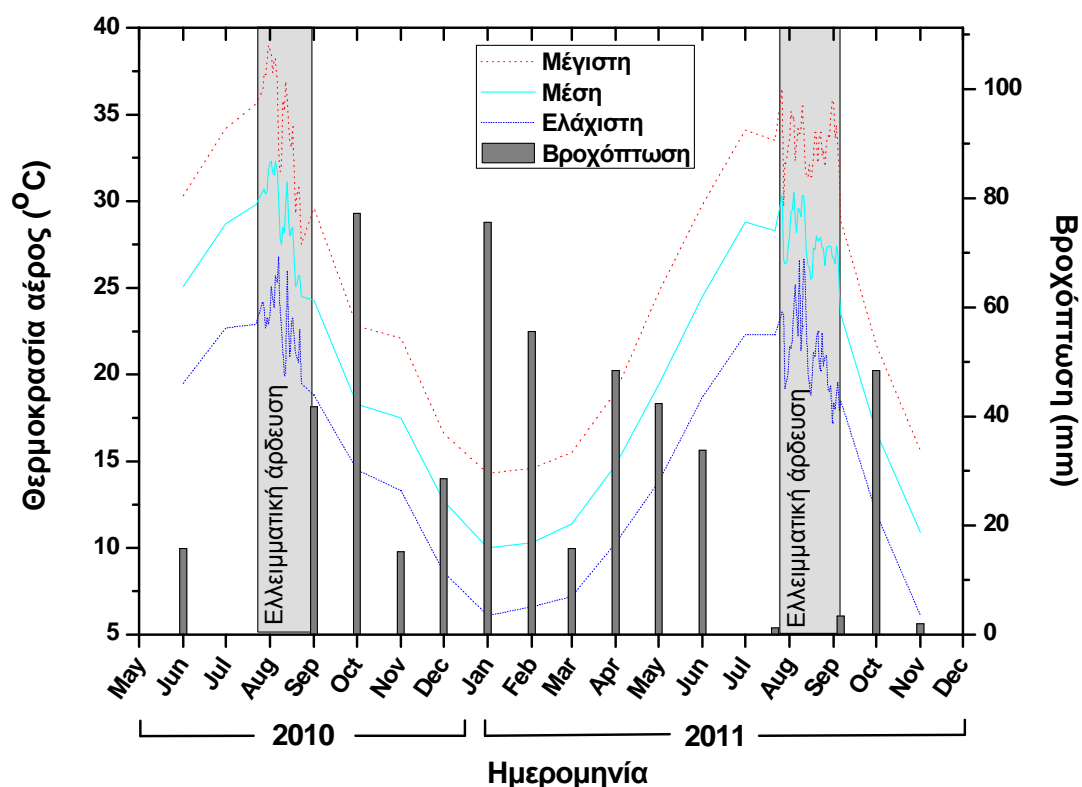 40
35
30
25
20
15
10
5
Θερμοκρασία αέρος (°C)
Μέγιστη
Μέση
Ελάχιστη
Βροχόπτωση
Ελλειμματική άρδευση
Ελλειμματική άρδευση
100
80
60
40
20
0
Βροχόπτωση (mm)
May Jun Jul Aug Sep Oct Nov Dec Jan Feb Mar Apr May Jun Jul Aug Sep Oct Nov Dec
2010 2011
Ημερομηνία